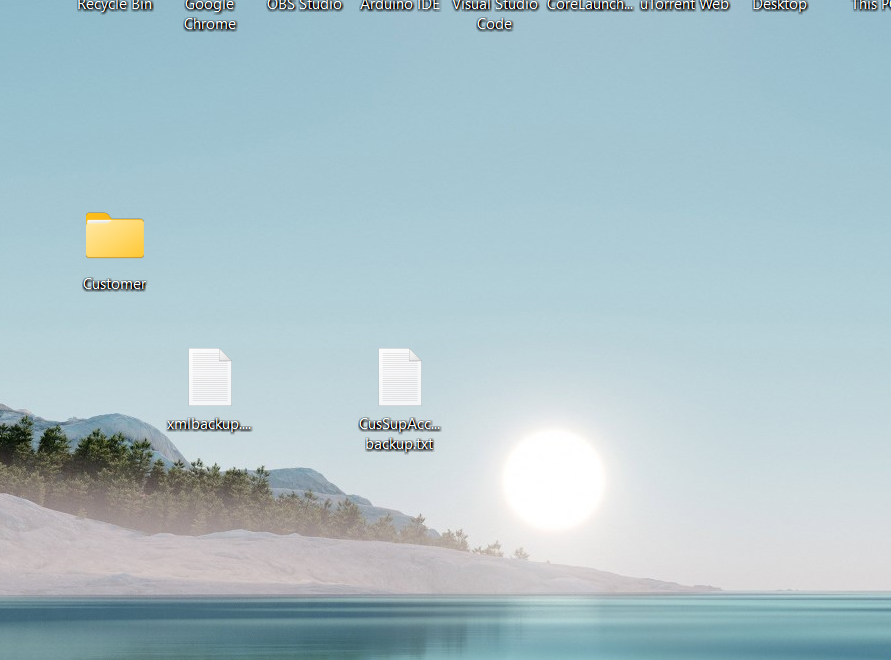 Recycle Bin
Google
Chrome
OBS Studio
Arduino IDE
Visual Studio
Code
CoreLaunch...
uTorrent Web
Desktop
This P
Customer
xmlbackup....
CusSupAcc...
backup.txt